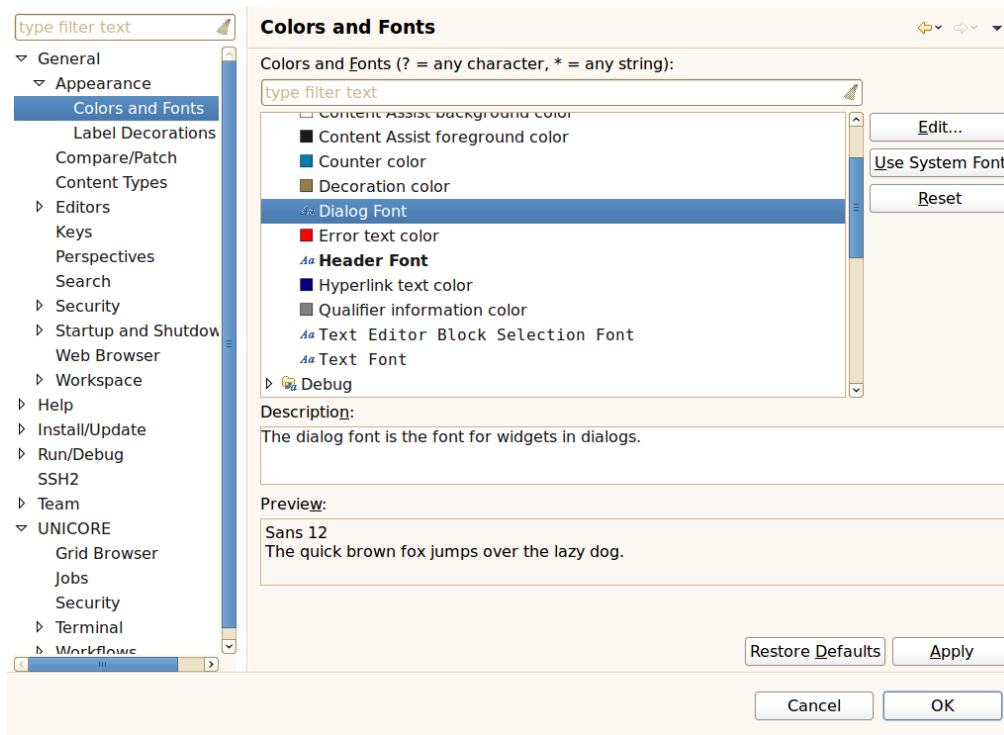 type filter text
General
Appearance
Colors and Fonts
Label Decorations
Compare/Patch
Content Types
Editors
Keys
Perspectives
Search
Security
Startup and Shutdow
Web Browser
Workspace
Help
Install/Update
Run/Debug
SSH2
Team
UNICORE
Grid Browser
Jobs
Security
Terminal
Workflows
Colors and Fonts
Colors and Fonts (? = any character, * = any string):
type filter text
Content Assist background color
Content Assist foreground color
Counter color
Decoration color
Aa Dialog Font
Error text color
Aa Header Font
Hyperlink text color
Qualifier information color
Aa Text Editor Block Selection Font
Aa Text Font
Debug
Edit...
Use System Font
Reset
Description:
The dialog font is the font for widgets in dialogs.
Preview:
Sans 12
The quick brown fox jumps over the lazy dog.
Restore Defaults
Apply
Cancel
OK